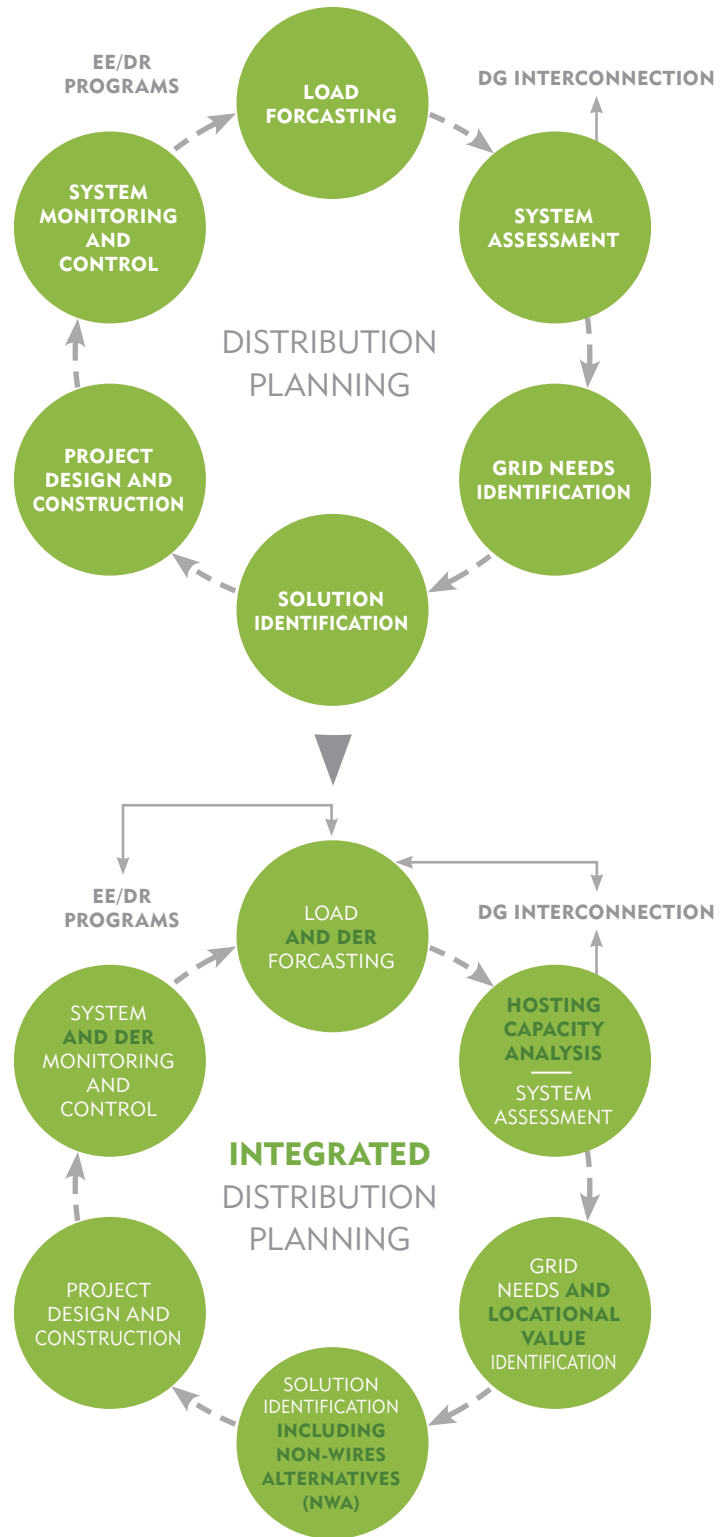 EE/DR
PROGRAMS
LOAD
FORCASTING
DG INTERCONNECTION
SYSTEM
MONITORING
AND
CONTROL
SYSTEM
ASSESSMENT
DISTRIBUTION
PLANNING
PROJECT
DESIGN AND
CONSTRUCTION
GRID NEEDS
IDENTIFICATION
SOLUTION
IDENTIFICATION
EE/DR
PROGRAMS
LOAD
AND DER
FORCASTING
DG INTERCONNECTION
SYSTEM
AND DER
MONITORING
AND
CONTROL
HOSTING
CAPACITY
ANALYSIS
SYSTEM
ASSESSMENT
INTEGRATED
DISTRIBUTION
PLANNING
PROJECT
DESIGN AND
CONSTRUCTION
GRID
NEEDS AND
LOCATIONAL
VALUE
IDENTIFICATION
SOLUTION
IDENTIFICATION
INCLUDING
NON-WIRES
ALTERNATIVES
(NWA)